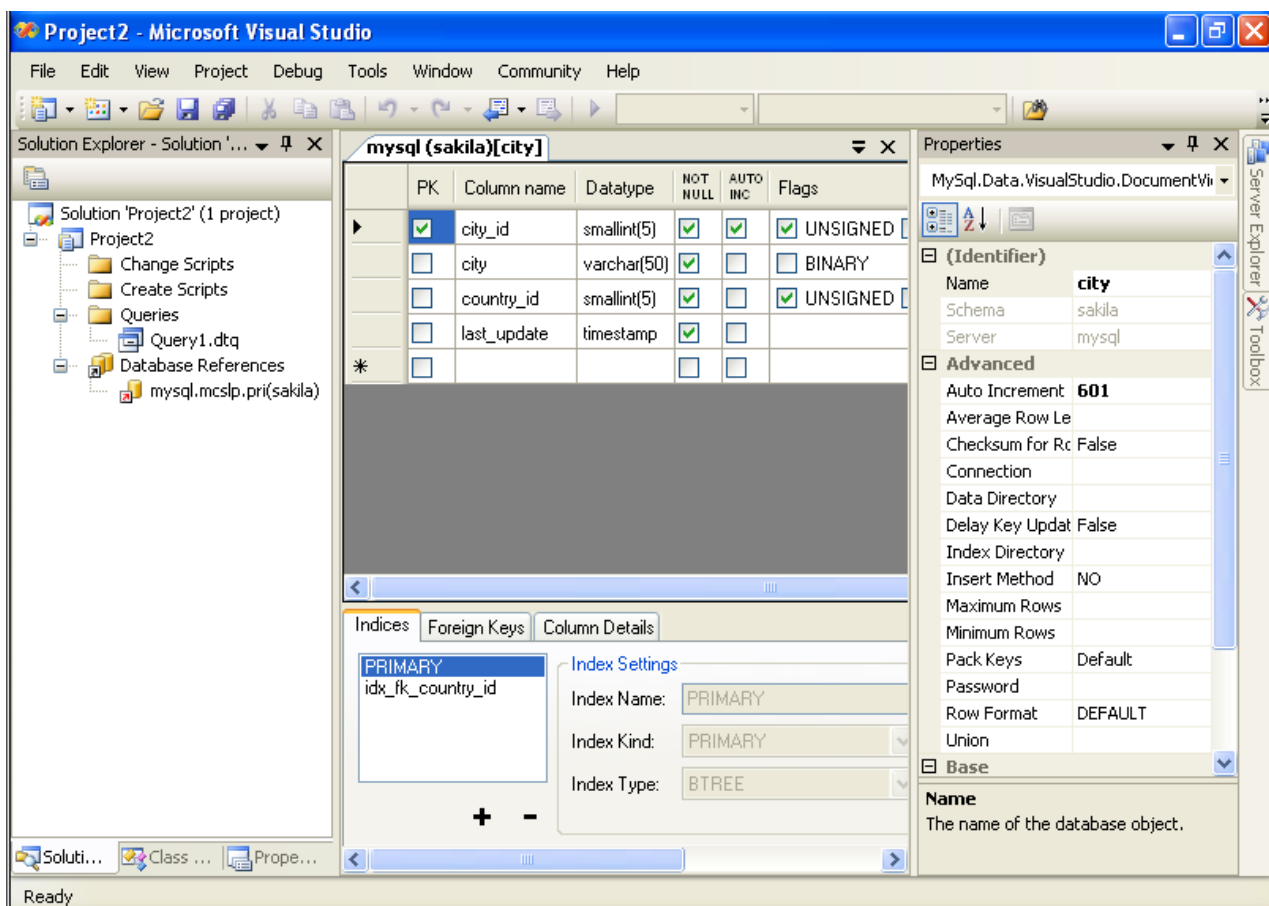 Project2 - Microsoft Visual Studio
File Edit View Project Debug Tools Window Community Help
Solution Explorer - Solution '...
Solution 'Project2' (1 project)
Project2
Change Scripts
Create Scripts
Queries
Query1.dtq
Database References
mysql.mcslp.pri(sakila)
Soluti... Class ... Prope...
mysql (sakila)[city]
PK Column name Datatype NOT NULL AUTO INC Flags
city_id smallint(5) UNSIGNED
city varchar(50) BINARY
country_id smallint(5) UNSIGNED
last_update timestamp
Indices Foreign Keys Column Details
PRIMARY
idx_fk_country_id
Index Settings
Index Name: PRIMARY
Index Kind: PRIMARY
Index Type: BTREE
Properties
MySql.Data.VisualStudio.DocumentVi
(Identifier)
Name city
Schema sakila
Server mysql
Advanced
Auto Increment 601
Average Row Le
Checksum for Ro False
Connection
Data Directory
Delay Key Updat False
Index Directory
Insert Method NO
Maximum Rows
Minimum Rows
Pack Keys Default
Password
Row Format DEFAULT
Union
Base
Name
The name of the database object.
Server Explorer
Toolbox
Ready